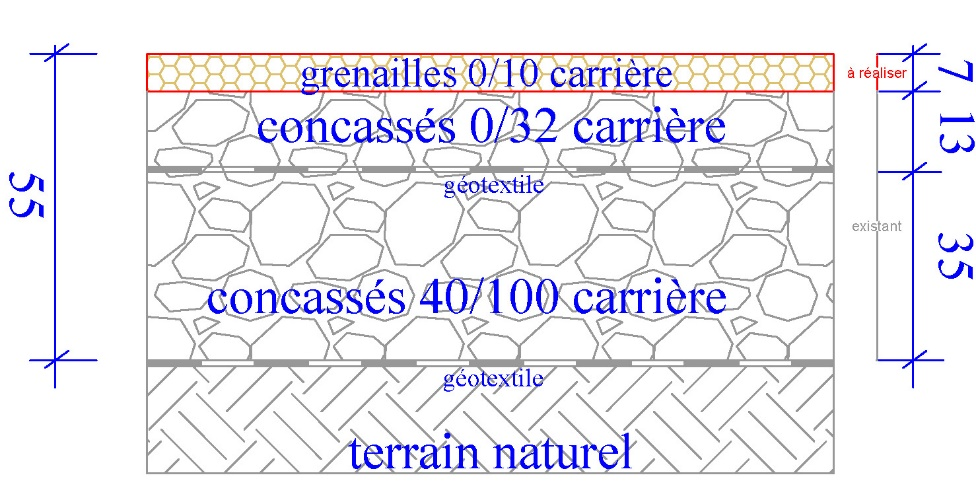 grenailles 0/10 carrière
à réaliser
7
concassés 0/32 carrière
13
géotextile
55
existant
35
concassés 40/100 carrière
géotextile
terrain naturel